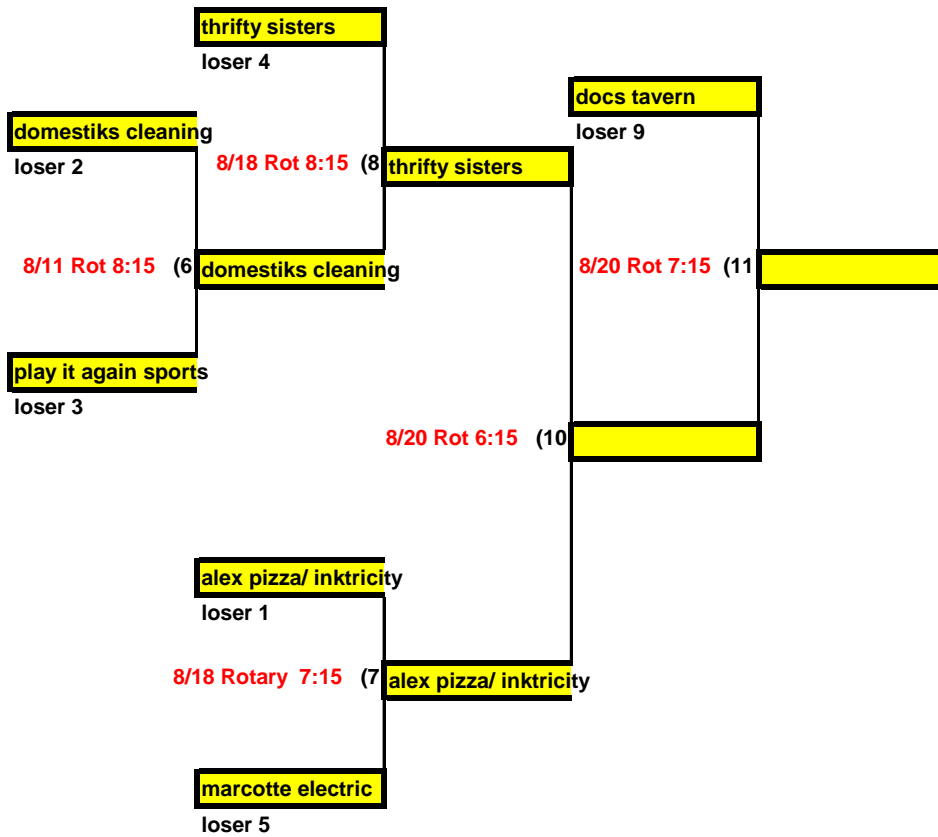 thrifty sisters
loser 4
docs tavern
loser 9
domestiks cleaning
loser 2
8/18 Rot 8:15 (8
thrifty sisters
8/11 Rot 8:15 (6
domestiks cleaning
8/20 Rot 7:15 (11
play it again sports
loser 3
8/20 Rot 6:15 (10
alex pizza/ inktricity
loser 1
8/18 Rotary 7:15 (7
alex pizza/ inktricity
marcotte electric
loser 5